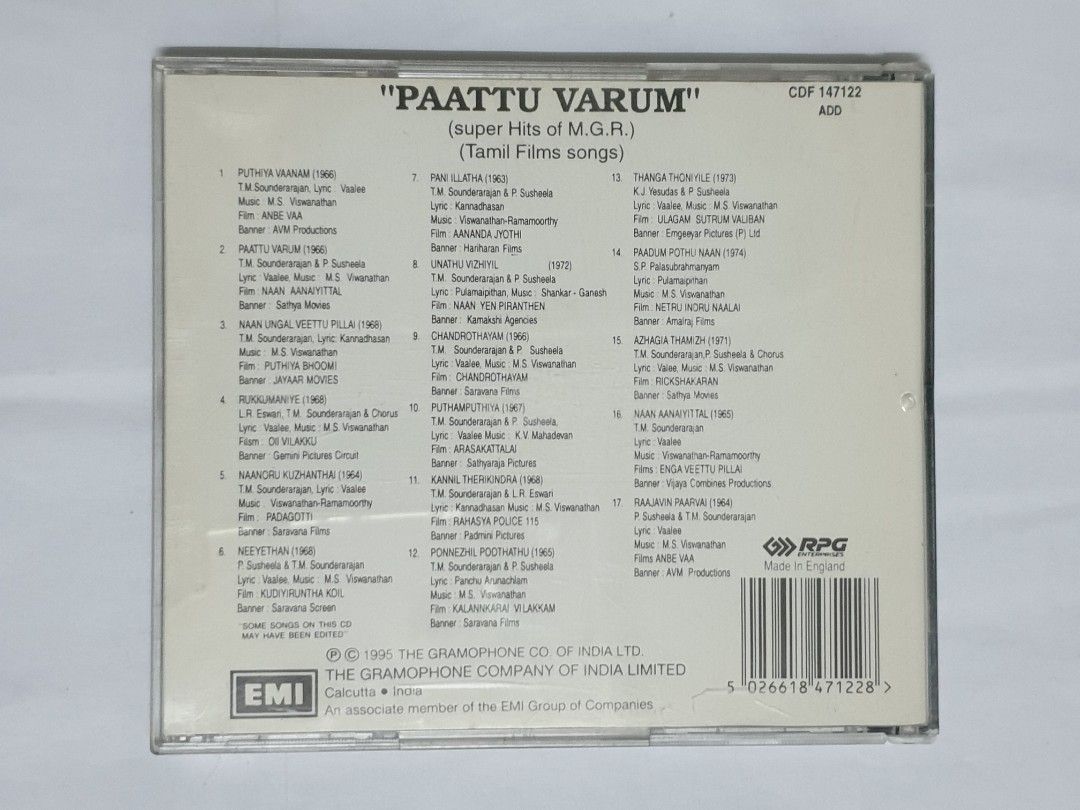 "PAATTU VARUM"
(super Hits of M.G.R.)
(Tamil Films songs)
CDF 147122
ADD
1 PUTHIYA VAANAM (1966)
T.M.Sounderarajan, Lyric : Vaalee
Music : M.S. Viswanathan
Film : ANBE VAA
Banner : AVM Productions
2. PAATTU VARUM (1966)
T.M. Sounderarajan & P. Susheela
Lyric : Vaalee, Music : M.S. Viwanathan
Film : NAAN AANAIYITTAL
Banner : Sathya Movies
3. NAAN UNGAL VEETTU PILLAI (1968)
T.M. Sounderarajan, Lyric: Kannadhasan
Music : M.S. Viswanathan
Film : PUTHIYA BHOOMI
Banner : JAYAAR MOVIES
4. RUKKUMANIYE (1968)
L.R. Eswari, T.M. Sounderarajan & Chorus
Lyric : Vaalee, Music : M.S. Viswanathan
Filsm : Oll VILAKKU
Banner : Gemini Pictures Circuit
5. NAANORU KUZHANTHAI (1964)
T.M. Sounderarajan, Lyric : Vaalee
Music : Viswanathan-Ramamoorthy
Film : PADAGOTTI
Banner : Saravana Films
6. NEEYETHAN (1968)
P. Susheela & T.M. Sounderarajan
Lyric : Vaalee, Music : M.S. Viswanathan
Film : KUDIYIRUNTHA KOIL
Banner : Saravana Screen
"SOME SONGS ON THIS CD
MAY HAVE BEEN EDITED"
7. PANI ILLATHA (1963)
T.M. Sounderarajan & P. Susheela
Lyric : Kannadhasan
Music : Viswanathan-Ramamoorthy
Film : AANANDA JYOTHI
Banner : Hariharan Films
8. UNATHU VIZHIYIL (1972)
T.M. Sounderarajan & P. Susheela
Lyric : Pulamaipithan, Music : Shankar - Ganesh
Film : NAAN YEN PIRANTHEN
Banner : Kamakshi Agencies
9. CHANDROTHAYAM (1966)
T.M. Sounderarajan & P. Susheela
Lyric : Vaalee, Music : M.S. Viswanathan
Film : CHANDROTHAYAM
Banner : Saravana Films
10. PUTHAMPUTHIYA (1967)
T.M. Sounderarajan & P. Susheela,
Lyric : Vaalee Music : K.V. Mahadevan
Film : ARASAKATTALAI
Banner : Sathyaraja Pictures
11. KANNIL THERIKINDRA (1968)
T.M. Sounderarajan & L.R. Eswari
Lyric : Kannadhasan Music : M.S. Viswanathan
Film : RAHASYA POLICE 115
Banner : Padmini Pictures
12. PONNEZHIL POOTHATHU (1965)
T.M. Sounderarajan & P. Susheela
Lyric : Panchu Arunachlam
Music : M.S. Viswanathan
Film : KALANNKARAI VILAKKAM
Banner : Saravana Films
13. THANGA THONIYILE (1973)
K.J. Yesudas & P. Susheela
Lyric : Vaalee, Music : M.S. Viswanathan
Film : ULAGAM SUTRUM VALIBAN
Banner : Emgeeyar Pictures (P) Ltd
14. PAADUM POTHU NAAN (1974)
S.P. Palasubrahmanyam
Lyric : Pulamaipithan
Music : M.S. Viswanathan
Film : NETRU INDRU NAALAI
Banner : Amalraj Films
15. AZHAGIA THAMIZH (1971)
T.M. Sounderarajan,P. Susheela & Chorus
Lyric : Valee, Music : M.S. Viswanathan
Film : RICKSHAKARAN
Banner : Sathya Movies
16. NAAN AANAIYITTAL (1965)
T.M. Sounderarajan
Lyric : Vaalee
Music : Viswanathan-Ramamoorthy
Films : ENGA VEETTU PILLAI
Banner : Vijaya Combines Productions
17. RAAJAVIN PAARVAI (1964)
P. Susheela & T.M. Sounderarajan
Lyric : Vaalee
Music : M.S. Viswanathan
Films ANBE VAA
Banner : AVM Productions
RPG
ENTERPRISES
Made In England
5 026618 471228 >
Ⓟ © 1995 THE GRAMOPHONE CO. OF INDIA LTD.
EMI
THE GRAMOPHONE COMPANY OF INDIA LIMITED
Calcutta • India
An associate member of the EMI Group of Companies